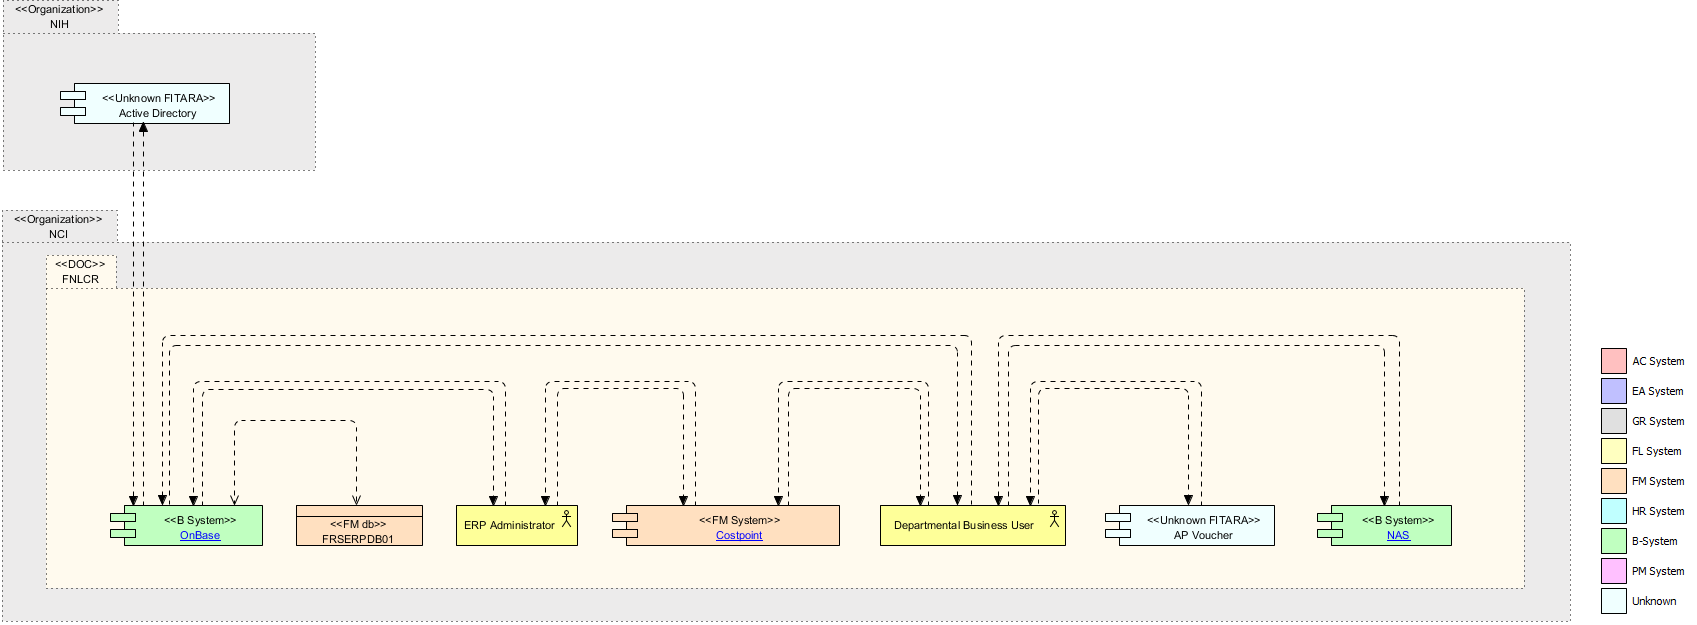 <<Organization>>
NIH
<<Unknown FITARA>>
Active Directory
<<Organization>>
NCI
<<DOC>>
FNLCR
<<B System>>
OnBase
<<FM db>>
FRSERPDB01
ERP Administrator
<<FM System>>
Costpoint
Departmental Business User
<<Unknown FITARA>>
AP Voucher
<<B System>>
NAS
AC System
EA System
GR System
FL System
FM System
HR System
B-System
PM System
Unknown